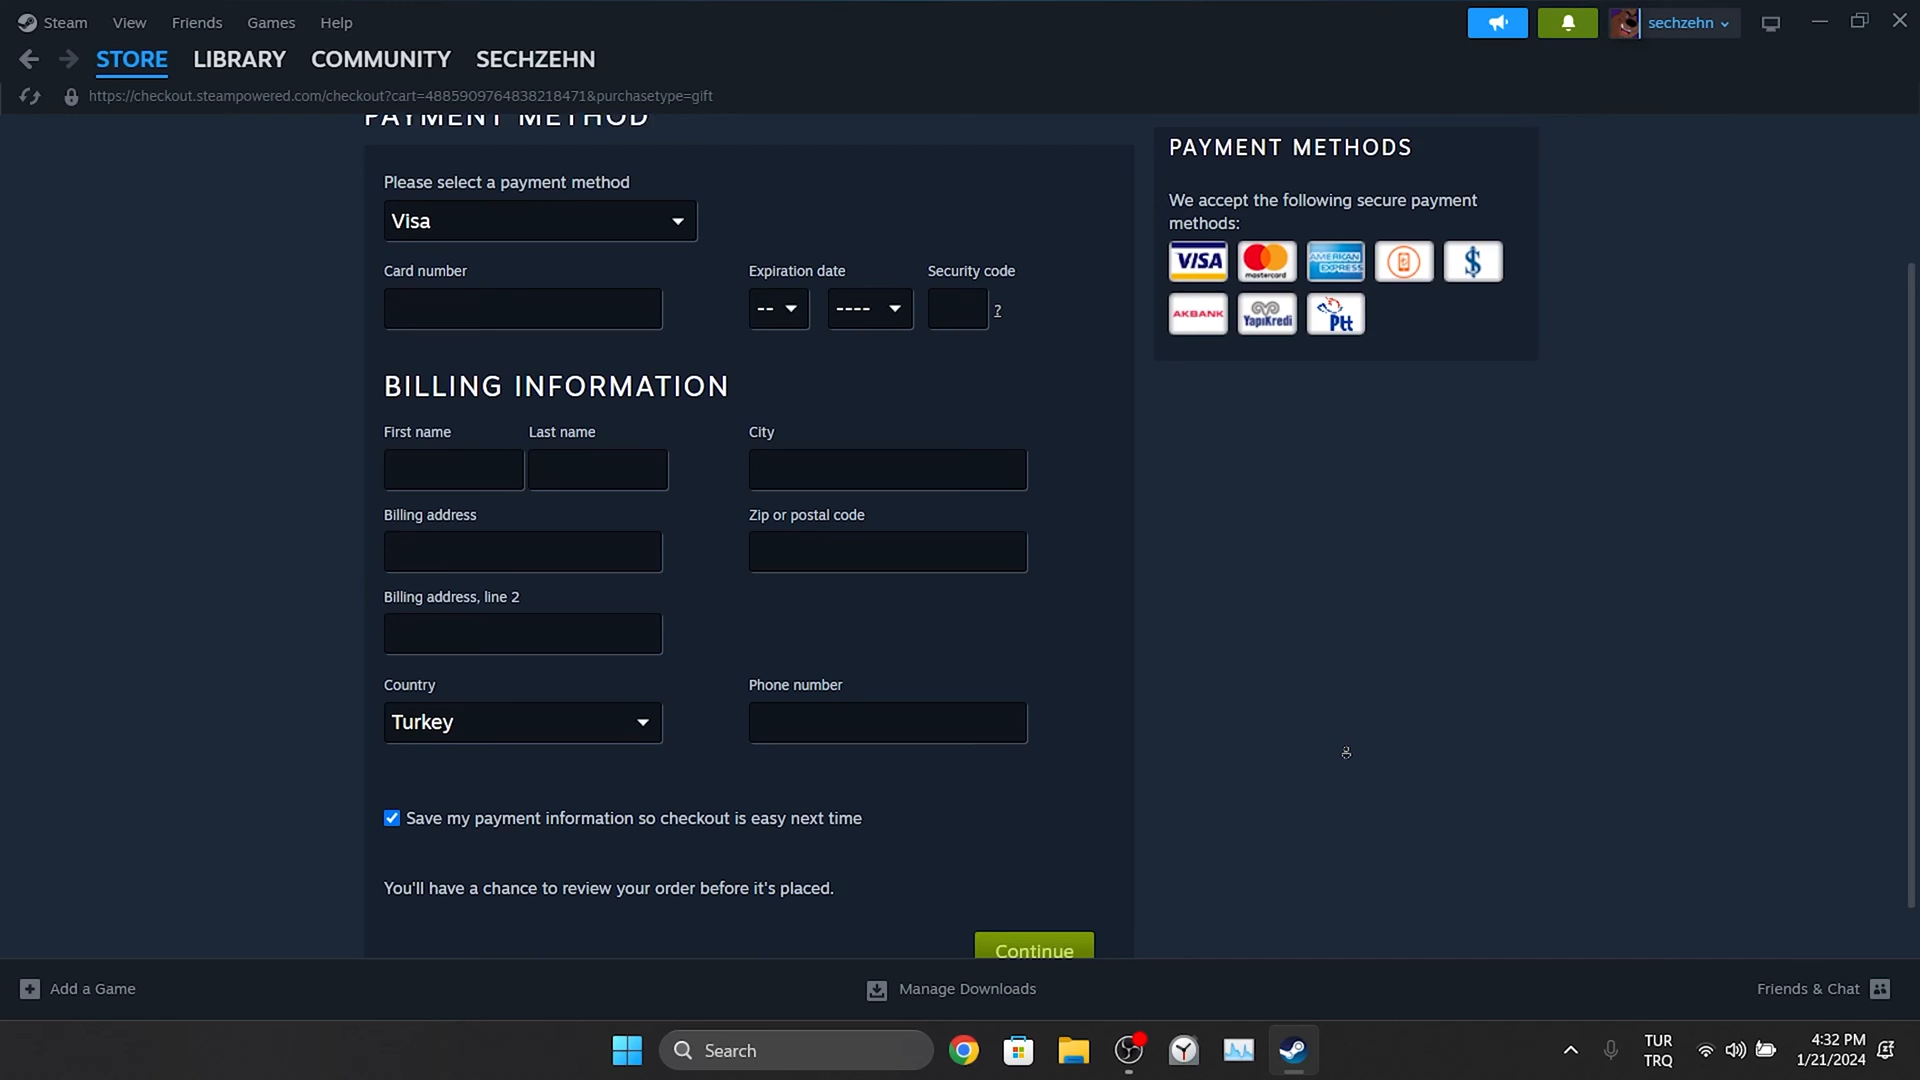 Steam View Friends Games Help
sechzehn
STORE LIBRARY COMMUNITY SECHZEHN
https://checkout.steampowered.com/checkout?cart=4885909764838218471&purchasetype=gift
PAYMENT METHOD
Please select a payment method
Visa
Card number
Expiration date
Security code
-- ---- ?
BILLING INFORMATION
First name Last name
City
Billing address
Zip or postal code
Billing address, line 2
Country
Phone number
Turkey
Save my payment information so checkout is easy next time
You'll have a chance to review your order before it's placed.
Continue
PAYMENT METHODS
We accept the following secure payment
methods:
VISA mastercard AMERICAN EXPRESS
AKBANK YapıKredi Ptt
Add a Game
Manage Downloads
Friends & Chat
Search
TUR
TRQ
4:32 PM
1/21/2024